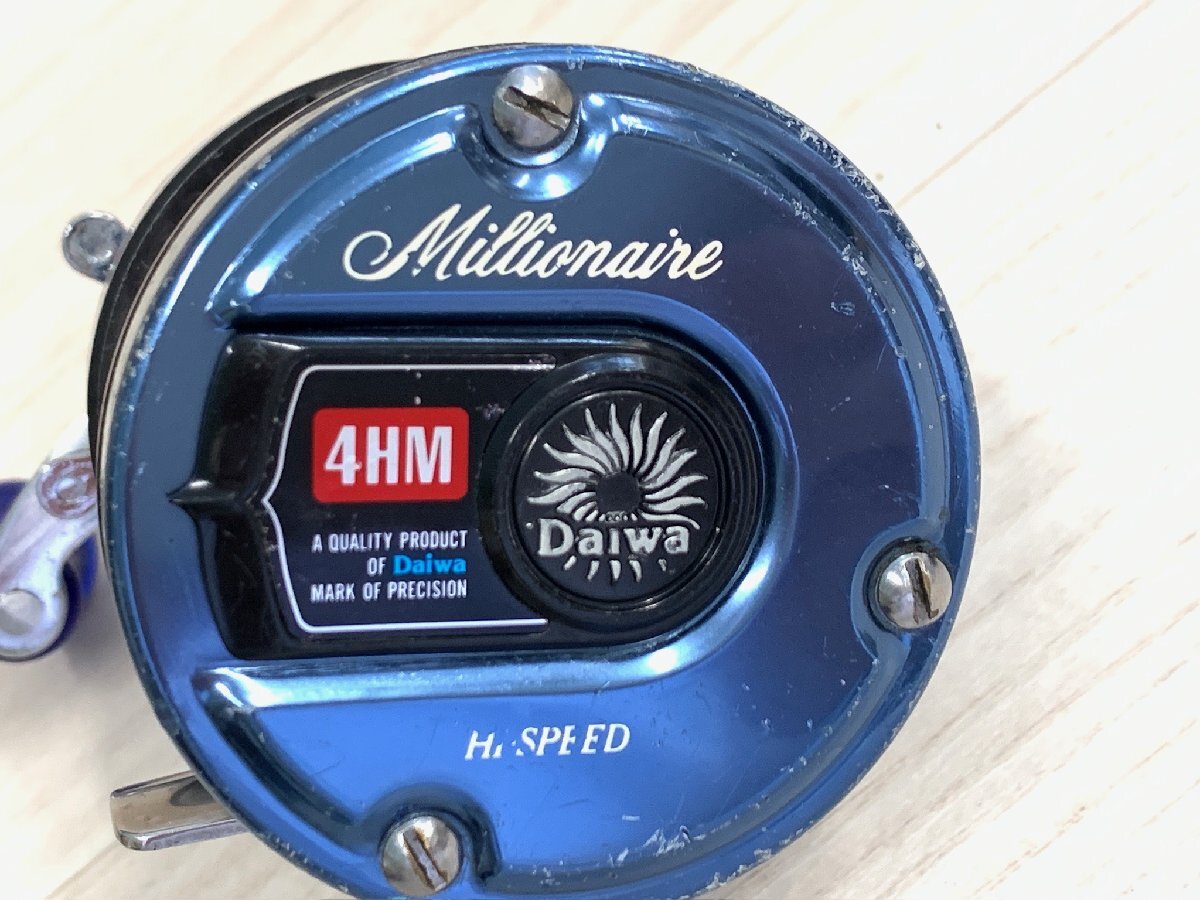 Millionaire
4HM
A QUALITY PRODUCT
OF Daiwa
MARK OF PRECISION
Daiwa
HI-SPEED